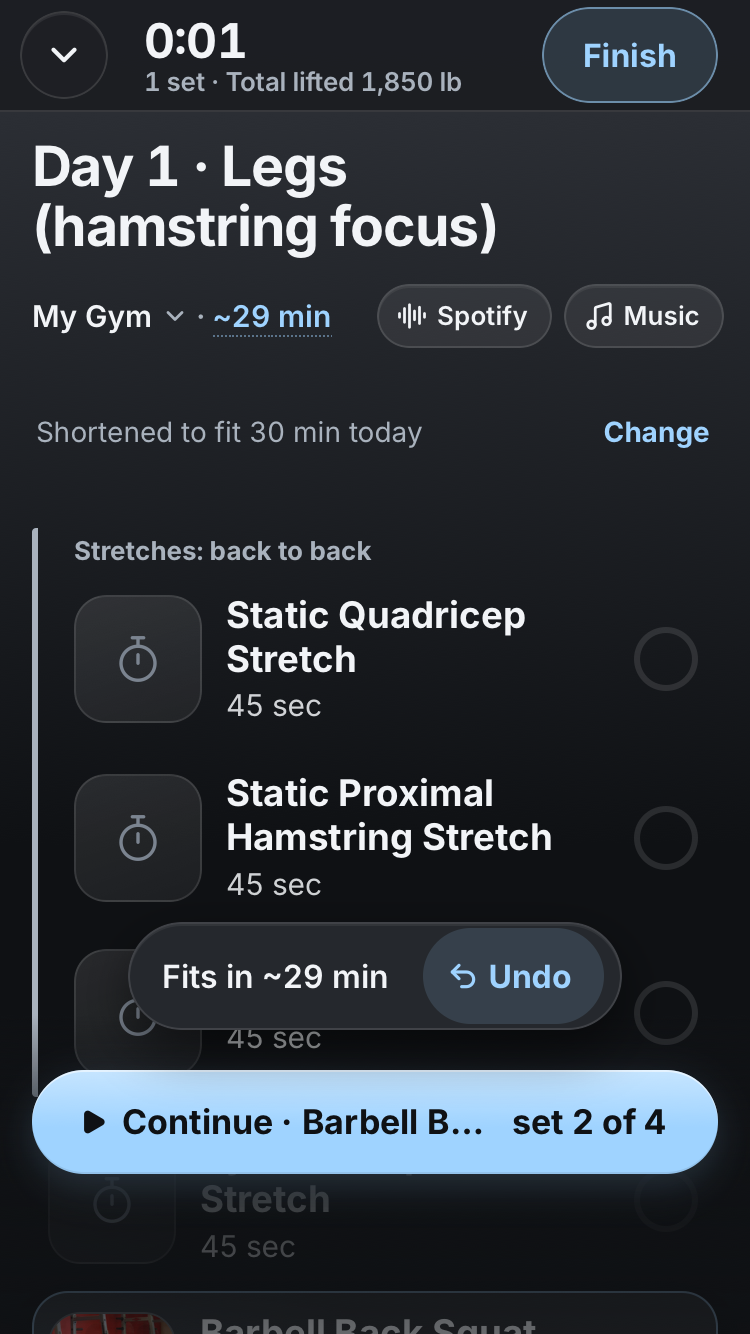 0:01
1 set · Total lifted 1,850 lb
Finish
Day 1 · Legs
(hamstring focus)
My Gym · ~29 min
Spotify
Music
Shortened to fit 30 min today
Change
Stretches: back to back
Static Quadricep
Stretch
45 sec
Static Proximal
Hamstring Stretch
45 sec
Fits in ~29 min
Undo
45 sec
Continue · Barbell B... set 2 of 4
Stretch
45 sec
Barbell Back Squat